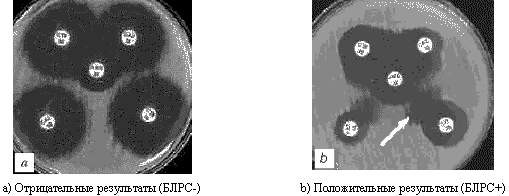 a
b
а) Отрицательные результаты (БЛРС-)
b) Положительные результаты (БЛРС+)